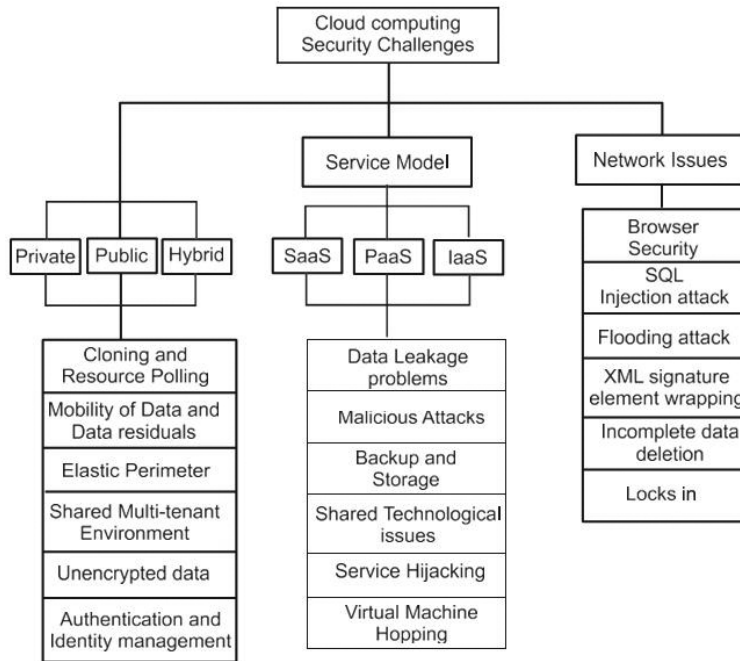 Cloud computing
Security Challenges
Service Model
Network Issues
Private
Public
Hybrid
SaaS
PaaS
IaaS
Cloning and
Resource Polling
Mobility of Data and
Data residuals
Elastic Perimeter
Shared Multi-tenant
Environment
Unencrypted data
Authentication and
Identity management
Data Leakage
problems
Malicious Attacks
Backup and
Storage
Shared Technological
issues
Service Hijacking
Virtual Machine
Hopping
Browser
Security
SQL
Injection attack
Flooding attack
XML signature
element wrapping
Incomplete data
deletion
Locks in